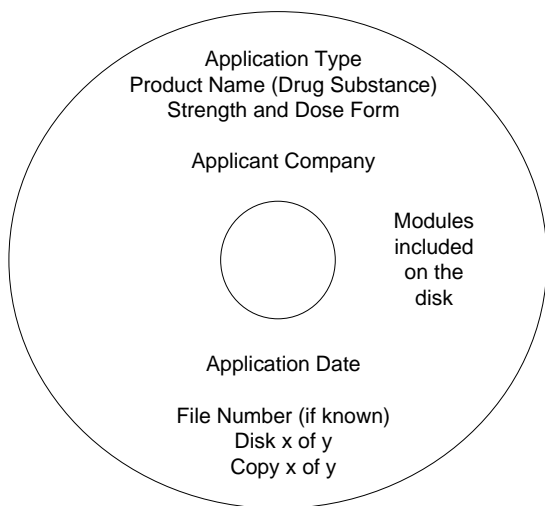 Application Type
Product Name (Drug Substance)
Strength and Dose Form
Applicant Company
Modules
included
on the
disk
Application Date
File Number (if known)
Disk x of y
Copy x of y